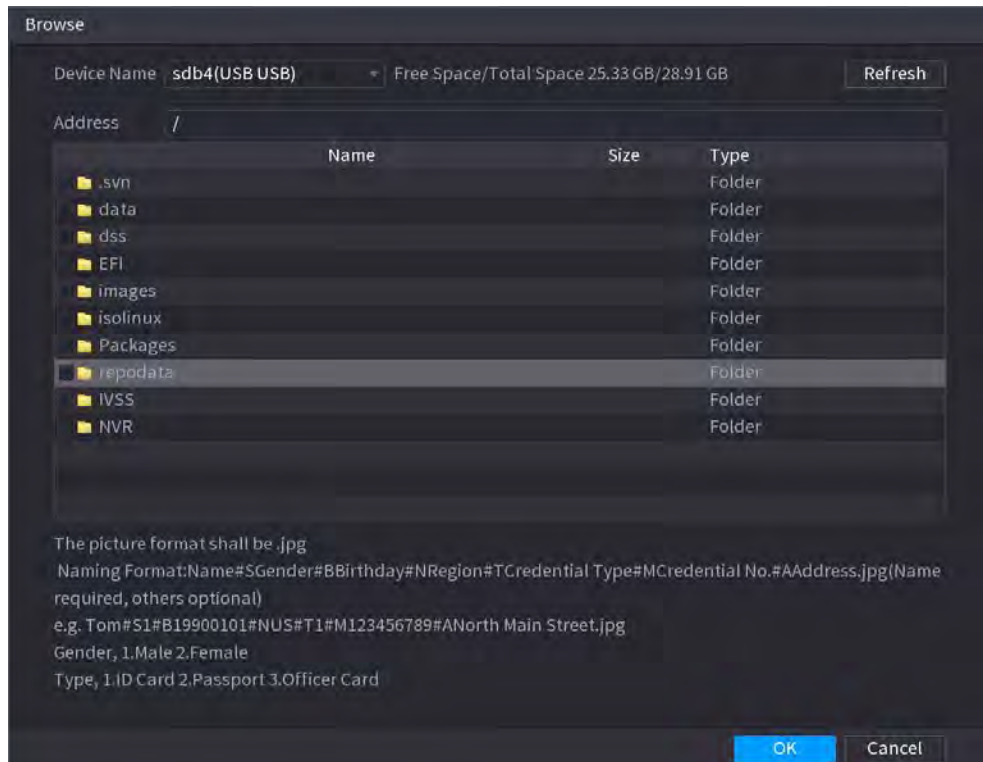 Browse
Device Name sdb4(USB USB) Free Space/Total Space 25.33 GB/28.91 GB Refresh
Address /
Name Size Type
.svn Folder
data Folder
dss Folder
EFI Folder
images Folder
isolinux Folder
Packages Folder
repodata Folder
IVSS Folder
NVR Folder
The picture format shall be .jpg
Naming Format:Name#SGender#BBirthday#NRegion#TCredential Type#MCredential No.#AAddress.jpg(Name
required, others optional)
e.g. Tom#S1#B19900101#NUS#T1#M123456789#ANorth Main Street.jpg
Gender, 1.Male 2.Female
Type, 1.ID Card 2.Passport 3.Officer Card
OK Cancel